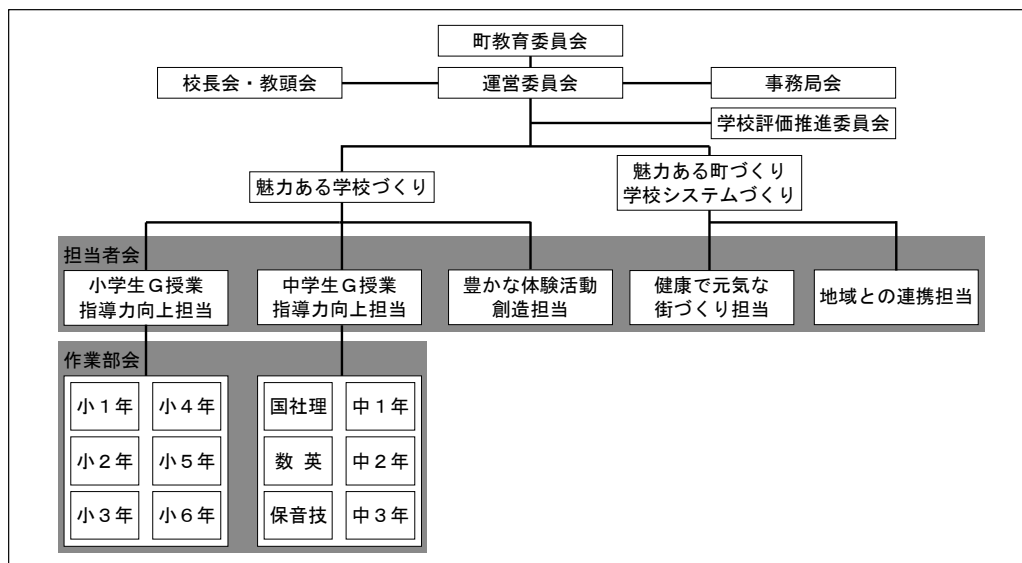 町教育委員会
校長会・教頭会
運営委員会
事務局会
学校評価推進委員会
魅力ある学校づくり
魅力ある町づくり
学校システムづくり
担当者会
小学生Ｇ授業
指導力向上担当
中学生Ｇ授業
指導力向上担当
豊かな体験活動
創造担当
健康で元気な
街づくり担当
地域との連携担当
作業部会
小１年
小４年
小２年
小５年
小３年
小６年
国社理
中１年
数 英
中２年
保音技
中３年